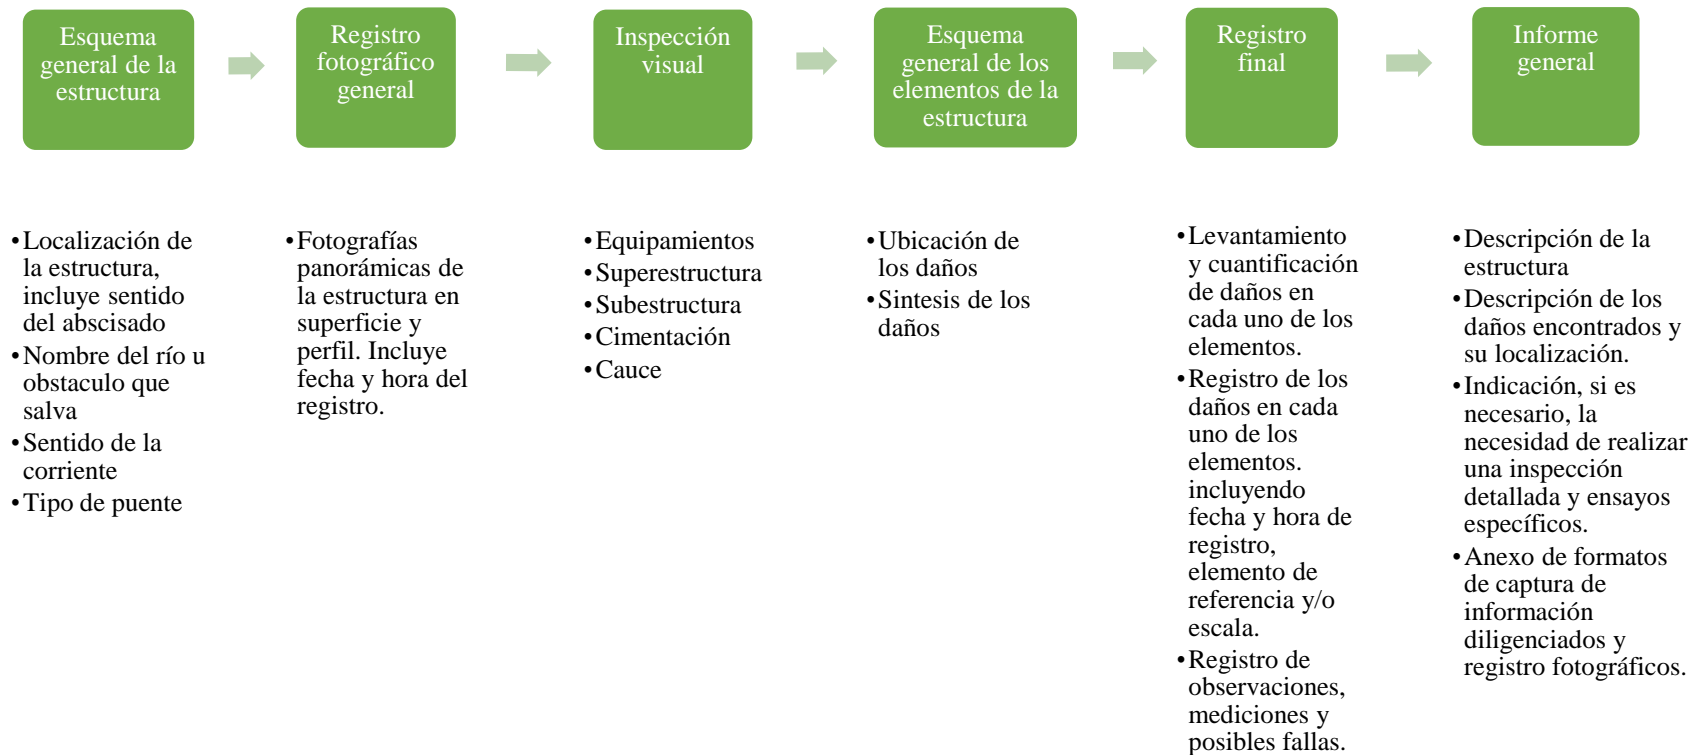 Esquema
general de la
estructura
Registro
fotográfico
general
Inspección
visual
Esquema
general de los
elementos de la
estructura
Registro
final
Informe
general
•Localización de
la estructura,
incluye sentido
del abscisado
•Nombre del río u
obstaculo que
salva
•Sentido de la
corriente
•Tipo de puente
•Fotografías
panorámicas de
la estructura en
superficie y
perfil. Incluye
fecha y hora del
registro.
•Equipamientos
•Superestructura
•Subestructura
•Cimentación
•Cauce
•Ubicación de
los daños
•Sintesis de los
daños
•Levantamiento
y cuantificación
de daños en
cada uno de los
elementos.
•Registro de los
daños en cada
uno de los
elementos.
incluyendo
fecha y hora de
registro,
elemento de
referencia y/o
escala.
•Registro de
observaciones,
mediciones y
posibles fallas.
•Descripción de la
estructura
•Descripción de los
daños encontrados y
su localización.
•Indicación, si es
necesario, la
necesidad de realizar
una inspección
detallada y ensayos
específicos.
•Anexo de formatos
de captura de
información
diligenciados y
registro fotográficos.